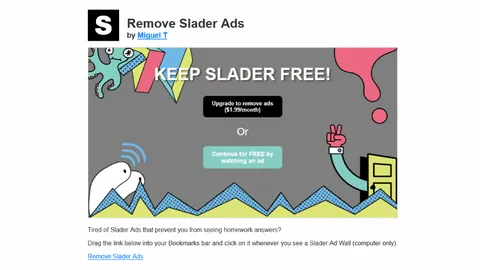 S
Remove Slader Ads
by Miguel T
KEEP SLADER FREE!
Upgrade to remove ads
($1.99/month)
Or
Continue for FREE by
watching an ad
Tired of Slader Ads that prevent you from seeing homework answers?
Drag the link below into your Bookmarks bar and click on it whenever you see a Slader Ad Wall (computer only).
Remove Slader Ads